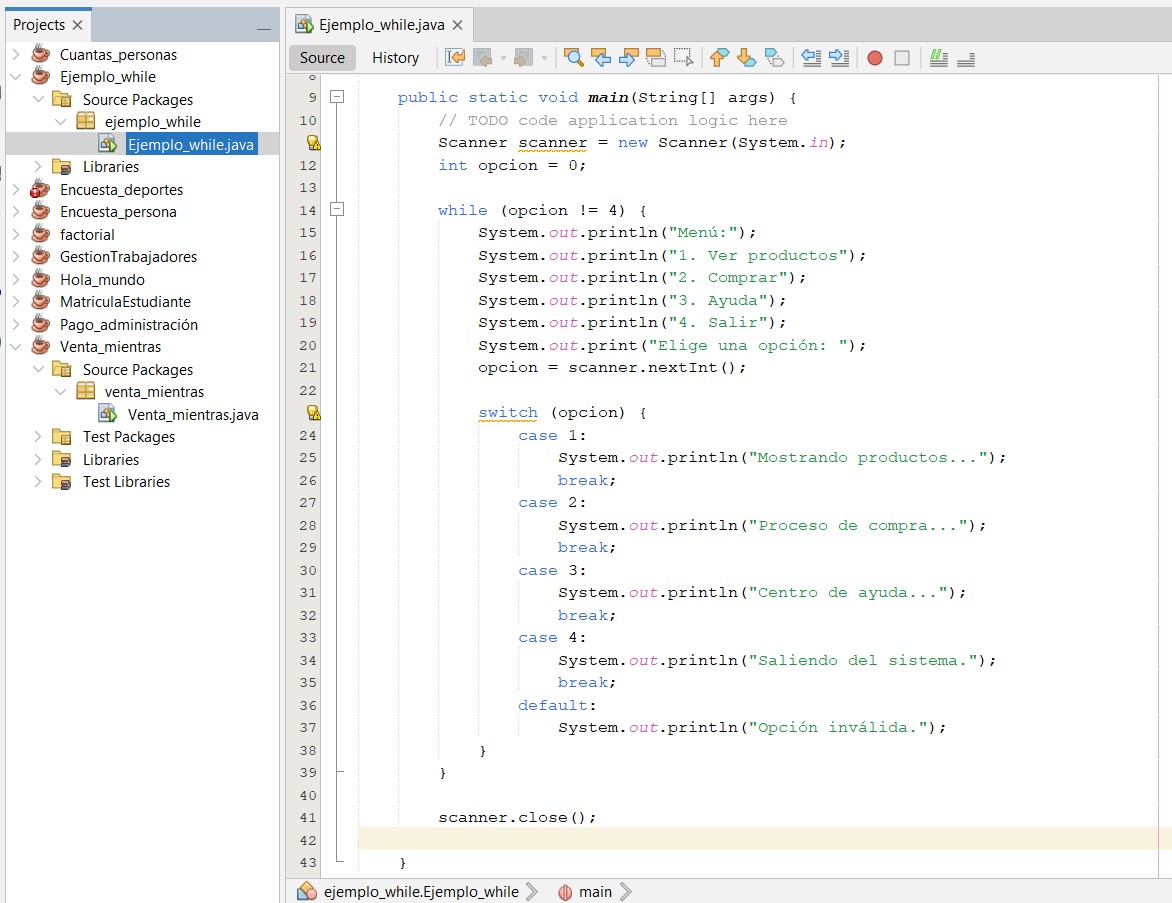 Projects
Cuantas_personas
Ejemplo_while
Source Packages
ejemplo_while
Ejemplo_while.java
Libraries
Encuesta_deportes
Encuesta_persona
factorial
GestionTrabajadores
Hola_mundo
MatriculaEstudiante
Pago_administración
Venta_mientras
Source Packages
venta_mientras
Venta_mientras.java
Test Packages
Libraries
Test Libraries
Ejemplo_while.java
Source History
8
9 public static void main(String[] args) {
10 // TODO code application logic here
Scanner scanner = new Scanner(System.in);
12 int opcion = 0;
13
14 while (opcion != 4) {
15 System.out.println("Menú:");
16 System.out.println("1. Ver productos");
17 System.out.println("2. Comprar");
18 System.out.println("3. Ayuda");
19 System.out.println("4. Salir");
20 System.out.print("Elige una opción: ");
21 opcion = scanner.nextInt();
22
switch (opcion) {
24 case 1:
25 System.out.println("Mostrando productos...");
26 break;
27 case 2:
28 System.out.println("Proceso de compra...");
29 break;
30 case 3:
31 System.out.println("Centro de ayuda...");
32 break;
33 case 4:
34 System.out.println("Saliendo del sistema.");
35 break;
36 default:
37 System.out.println("Opción inválida.");
38 }
39 }
40
41 scanner.close();
42
43 }
ejemplo_while.Ejemplo_while main